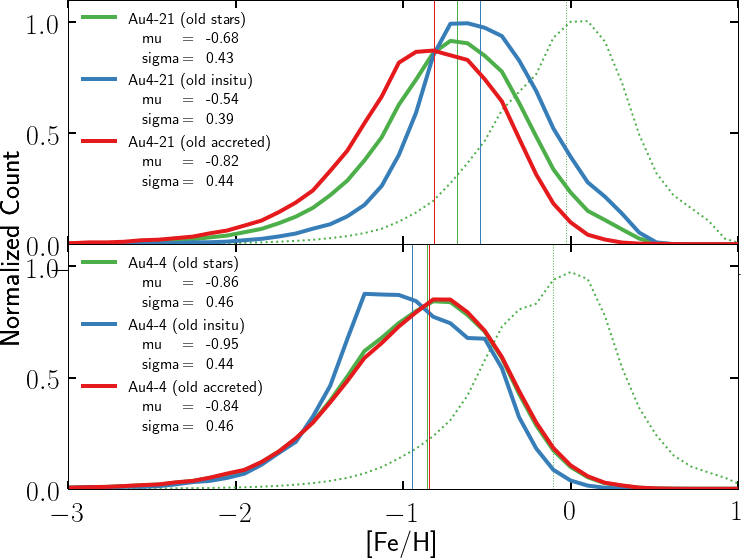 Au4-21 (old stars)
mu = -0.68
sigma = 0.43
Au4-21 (old insitu)
mu = -0.54
sigma = 0.39
Au4-21 (old accreted)
mu = -0.82
sigma = 0.44
1.0
0.5
0.0
Normalized Count
Au4-4 (old stars)
mu = -0.86
sigma = 0.46
Au4-4 (old insitu)
mu = -0.95
sigma = 0.44
Au4-4 (old accreted)
mu = -0.84
sigma = 0.46
1.0
0.5
0.0
−3 −2 −1 0 1
[Fe/H]